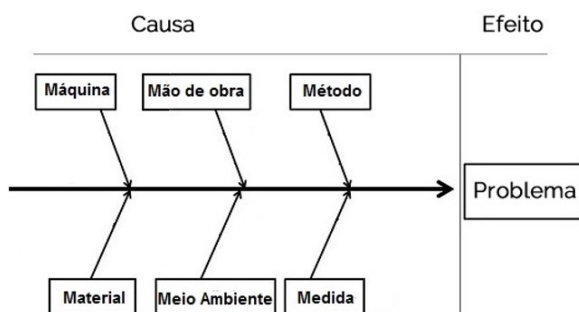 Causa
Efeito
Máquina
Mão de obra
Método
Problema
Material
Meio Ambiente
Medida